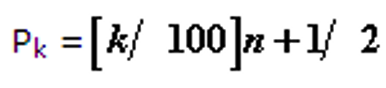 Pk = [k/ 100]n+1/ 2